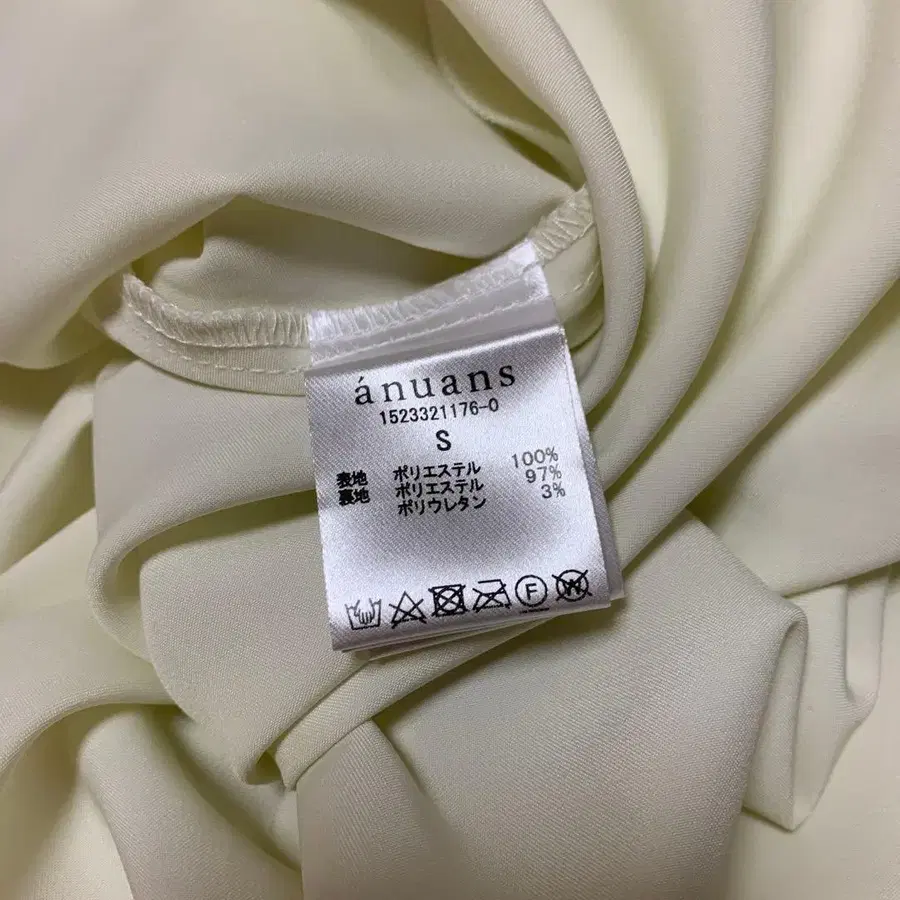 ánuans
1523321176-0
S
表地 ポリエステル 100%
裏地 ポリエステル 97%
ポリウレタン 3%
F W